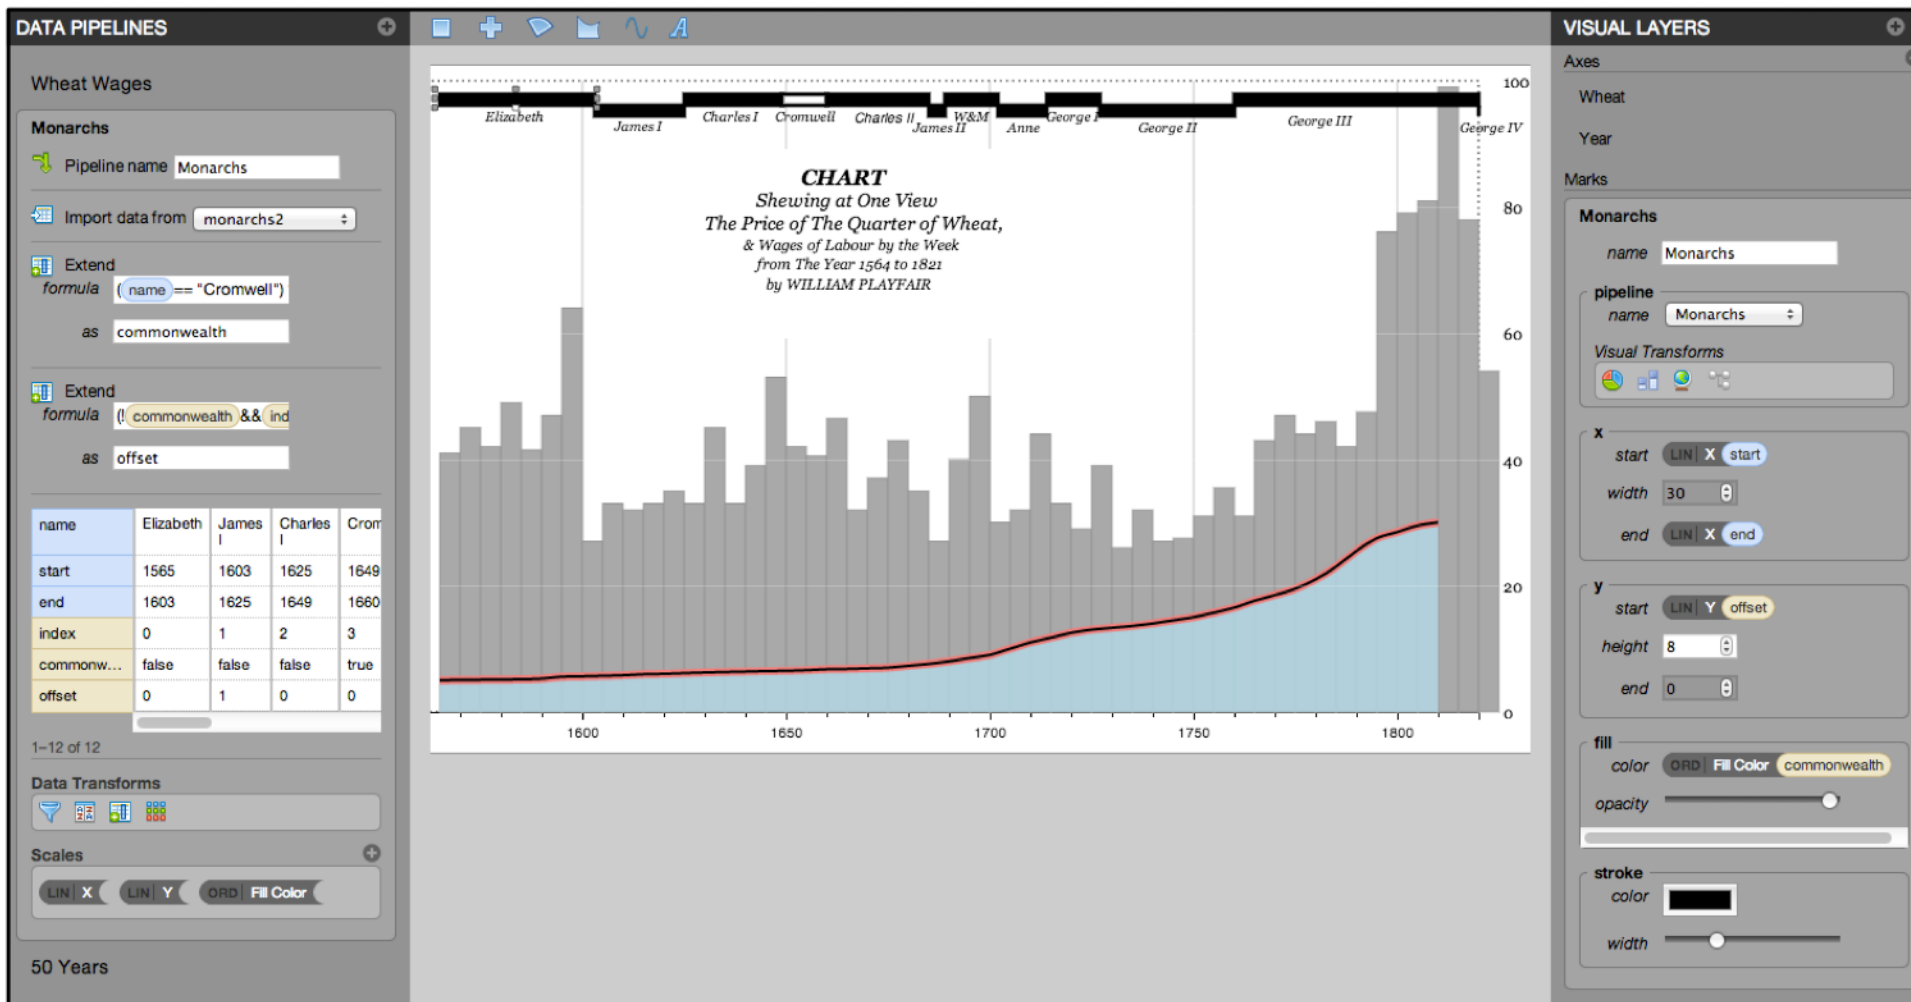 DATA PIPELINES
Wheat Wages
Monarchs
Pipeline name Monarchs
Import data from monarchs2
Extend
formula (name == "Cromwell")
as commonwealth
Extend
formula (! commonwealth && ind
as offset
name Elizabeth James I Charles I Crom
start 1565 1603 1625 1649
end 1603 1625 1649 1660
index 0 1 2 3
commonw... false false false true
offset 0 1 0 0
1–12 of 12
Data Transforms
Scales
LIN X LIN Y ORD Fill Color
50 Years
A
100
Elizabeth James I Charles I Cromwell Charles II James II W&M Anne George I George II George III George IV
CHART
Shewing at One View
The Price of The Quarter of Wheat,
& Wages of Labour by the Week
from The Year 1564 to 1821
by WILLIAM PLAYFAIR
80
60
40
20
0
1600 1650 1700 1750 1800
VISUAL LAYERS
Axes
Wheat
Year
Marks
Monarchs
name Monarchs
pipeline
name Monarchs
Visual Transforms
x
start LIN X start
width 30
end LIN X end
y
start LIN Y offset
height 8
end 0
fill
color ORD Fill Color commonwealth
opacity
stroke
color
width